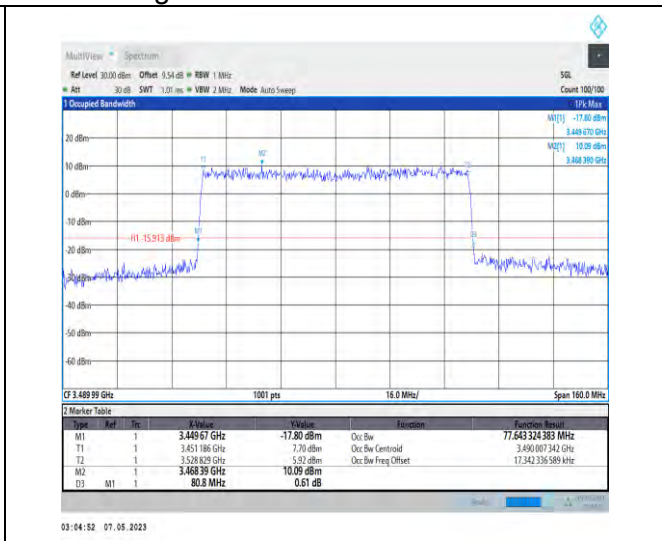 MultiView Spectrum
Ref Level 30.00 dBm Offset 9.54 dB RBW 1 MHz SGL
Att 30 dB SWT 1.01 ms VBW 2 MHz Mode Auto Sweep Count 100/100
1 Occupied Bandwidth 1Pk Max
M1[1] -17.80 dBm
3.449 670 GHz
20 dBm
M2[1] 10.09 dBm
3.468 390 GHz
M2
T1
10 dBm
0 dBm
-10 dBm
M1
H1 -15.913 dBm
-20 dBm
-30 dBm
-40 dBm
-50 dBm
-60 dBm
CF 3.489 99 GHz 1001 pts 16.0 MHz/ Span 160.0 MHz
2 Marker Table
Type Ref Trc X-Value Y-Value Function Function Result
M1 1 3.449 67 GHz -17.80 dBm Occ Bw 77.643 324 383 MHz
T1 1 3.451 186 GHz 7.70 dBm Occ Bw Centroid 3.490 007 342 GHz
T2 1 3.528 829 GHz 5.92 dBm Occ Bw Freq Offset 17.342 336 589 kHz
M2 1 3.468 39 GHz 10.09 dBm
D3 M1 1 80.8 MHz 0.61 dB
03:04:52 07.05.2023